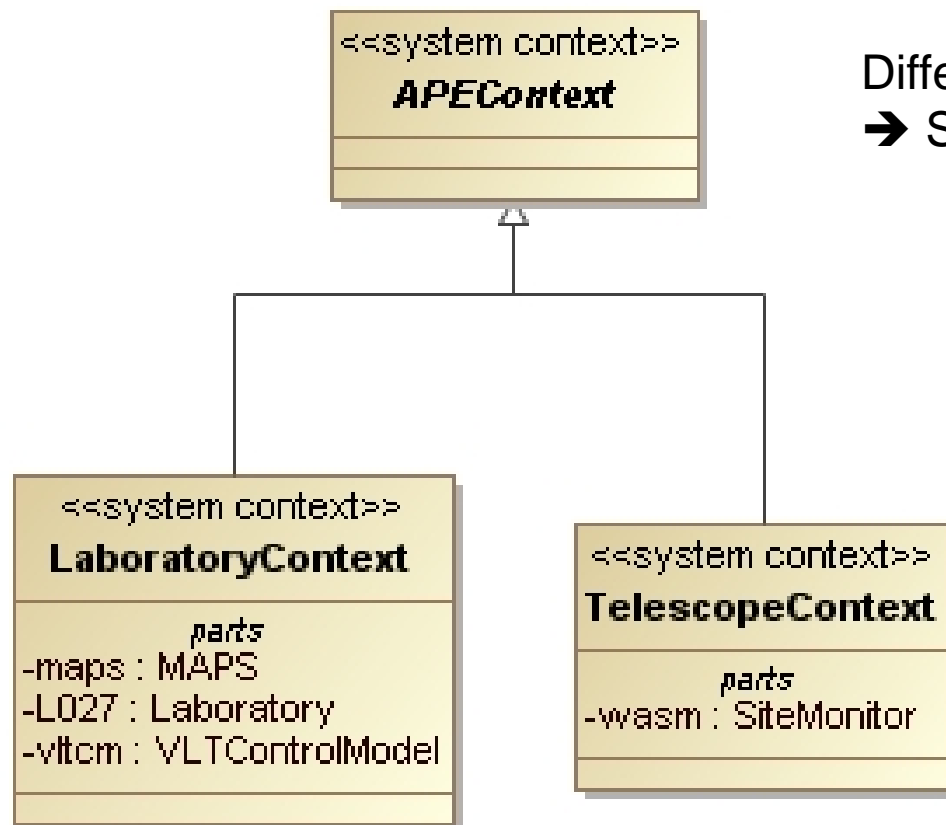 <<system context>>
APEContext
➔
<<system context>>
LaboratoryContext
parts
-maps : MAPS
-L027 : Laboratory
-vltcm : VLTControlModel
<<system context>>
TelescopeContext
parts
-wasm : SiteMonitor